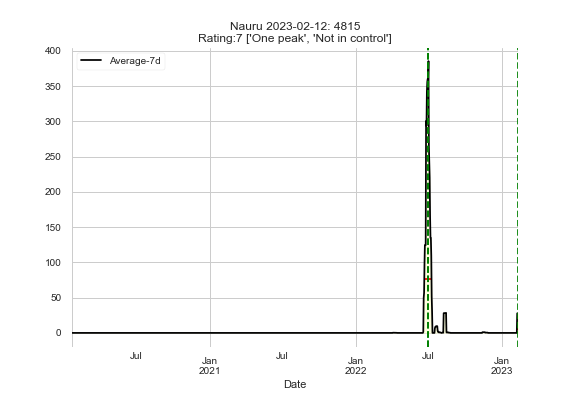 Nauru 2023-02-12: 4815
Rating:7 ['One peak', 'Not in control']
400
Average-7d
350
300
250
200
150
100
50
0
Jul
Jan
2021
Jul
Jan
2022
Jul
Jan
2023
Date